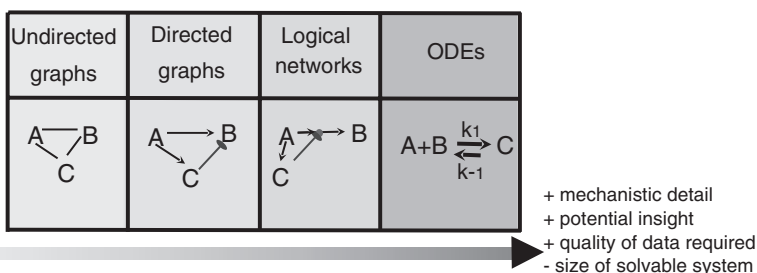 Undirected
graphs
Directed
graphs
Logical
networks
ODEs
A B
C
A B
C
A B
C
A+B k1 C
k-1
+ mechanistic detail
+ potential insight
+ quality of data required
- size of solvable system